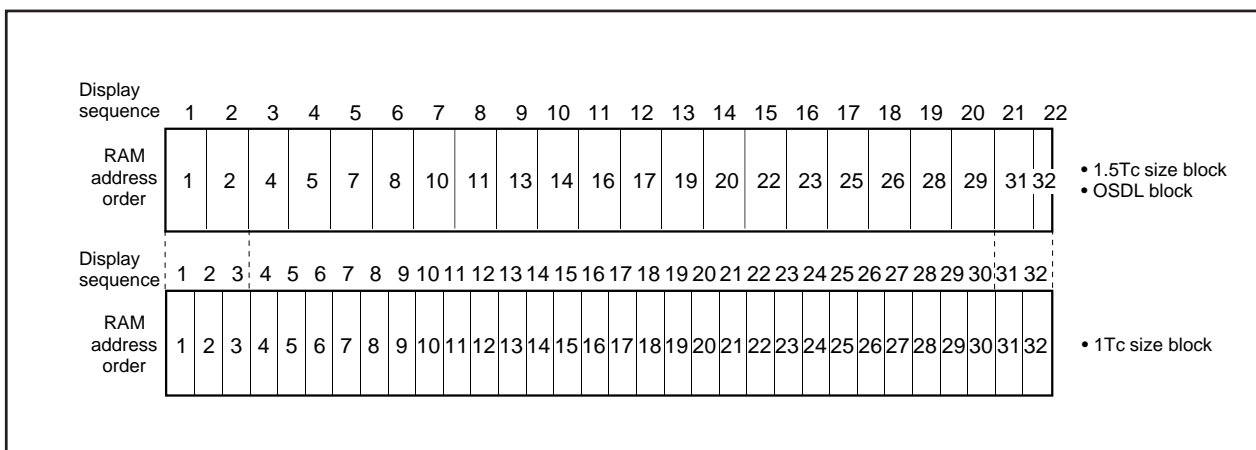 Display
sequence 1 2 3 4 5 6 7 8 9 10 11 12 13 14 15 16 17 18 19 20 21 22
RAM
address
order
1 2 4 5 7 8 10 11 13 14 16 17 19 20 22 23 25 26 28 29 31 32
• 1.5Tc size block
• OSDL block
Display
sequence 1 2 3 4 5 6 7 8 9 10 11 12 13 14 15 16 17 18 19 20 21 22 23 24 25 26 27 28 29 30 31 32
RAM
address
order
1 2 3 4 5 6 7 8 9 10 11 12 13 14 15 16 17 18 19 20 21 22 23 24 25 26 27 28 29 30 31 32
• 1Tc size block